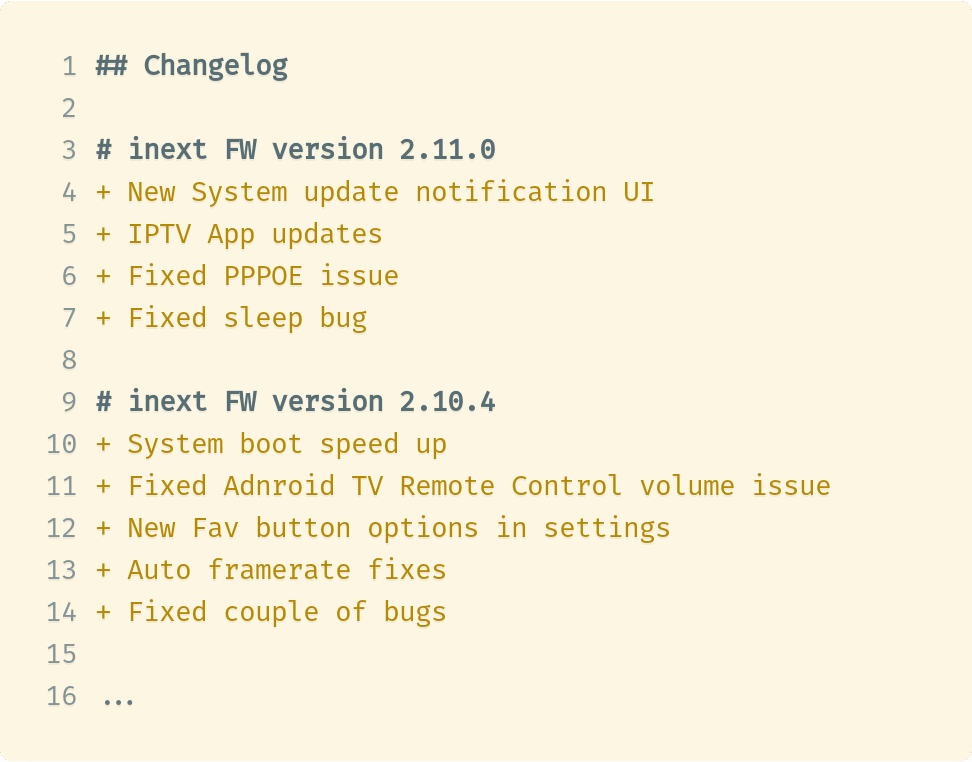 1 ## Changelog
2
3 # inext FW version 2.11.0
4 + New System update notification UI
5 + IPTV App updates
6 + Fixed PPPOE issue
7 + Fixed sleep bug
8
9 # inext FW version 2.10.4
10 + System boot speed up
11 + Fixed Adnroid TV Remote Control volume issue
12 + New Fav button options in settings
13 + Auto framerate fixes
14 + Fixed couple of bugs
15
16 ...